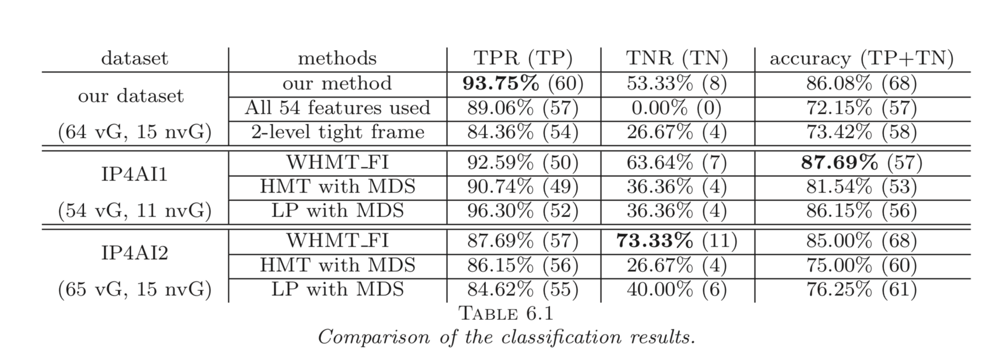 dataset methods TPR (TP) TNR (TN) accuracy (TP+TN)
our dataset
(64 vG, 15 nvG)
our method 93.75% (60) 53.33% (8) 86.08% (68)
All 54 features used 89.06% (57) 0.00% (0) 72.15% (57)
2-level tight frame 84.36% (54) 26.67% (4) 73.42% (58)
IP4AI1
(54 vG, 11 nvG)
WHMT_FI 92.59% (50) 63.64% (7) 87.69% (57)
HMT with MDS 90.74% (49) 36.36% (4) 81.54% (53)
LP with MDS 96.30% (52) 36.36% (4) 86.15% (56)
IP4AI2
(65 vG, 15 nvG)
WHMT_FI 87.69% (57) 73.33% (11) 85.00% (68)
HMT with MDS 86.15% (56) 26.67% (4) 75.00% (60)
LP with MDS 84.62% (55) 40.00% (6) 76.25% (61)
Table 6.1
Comparison of the classification results.